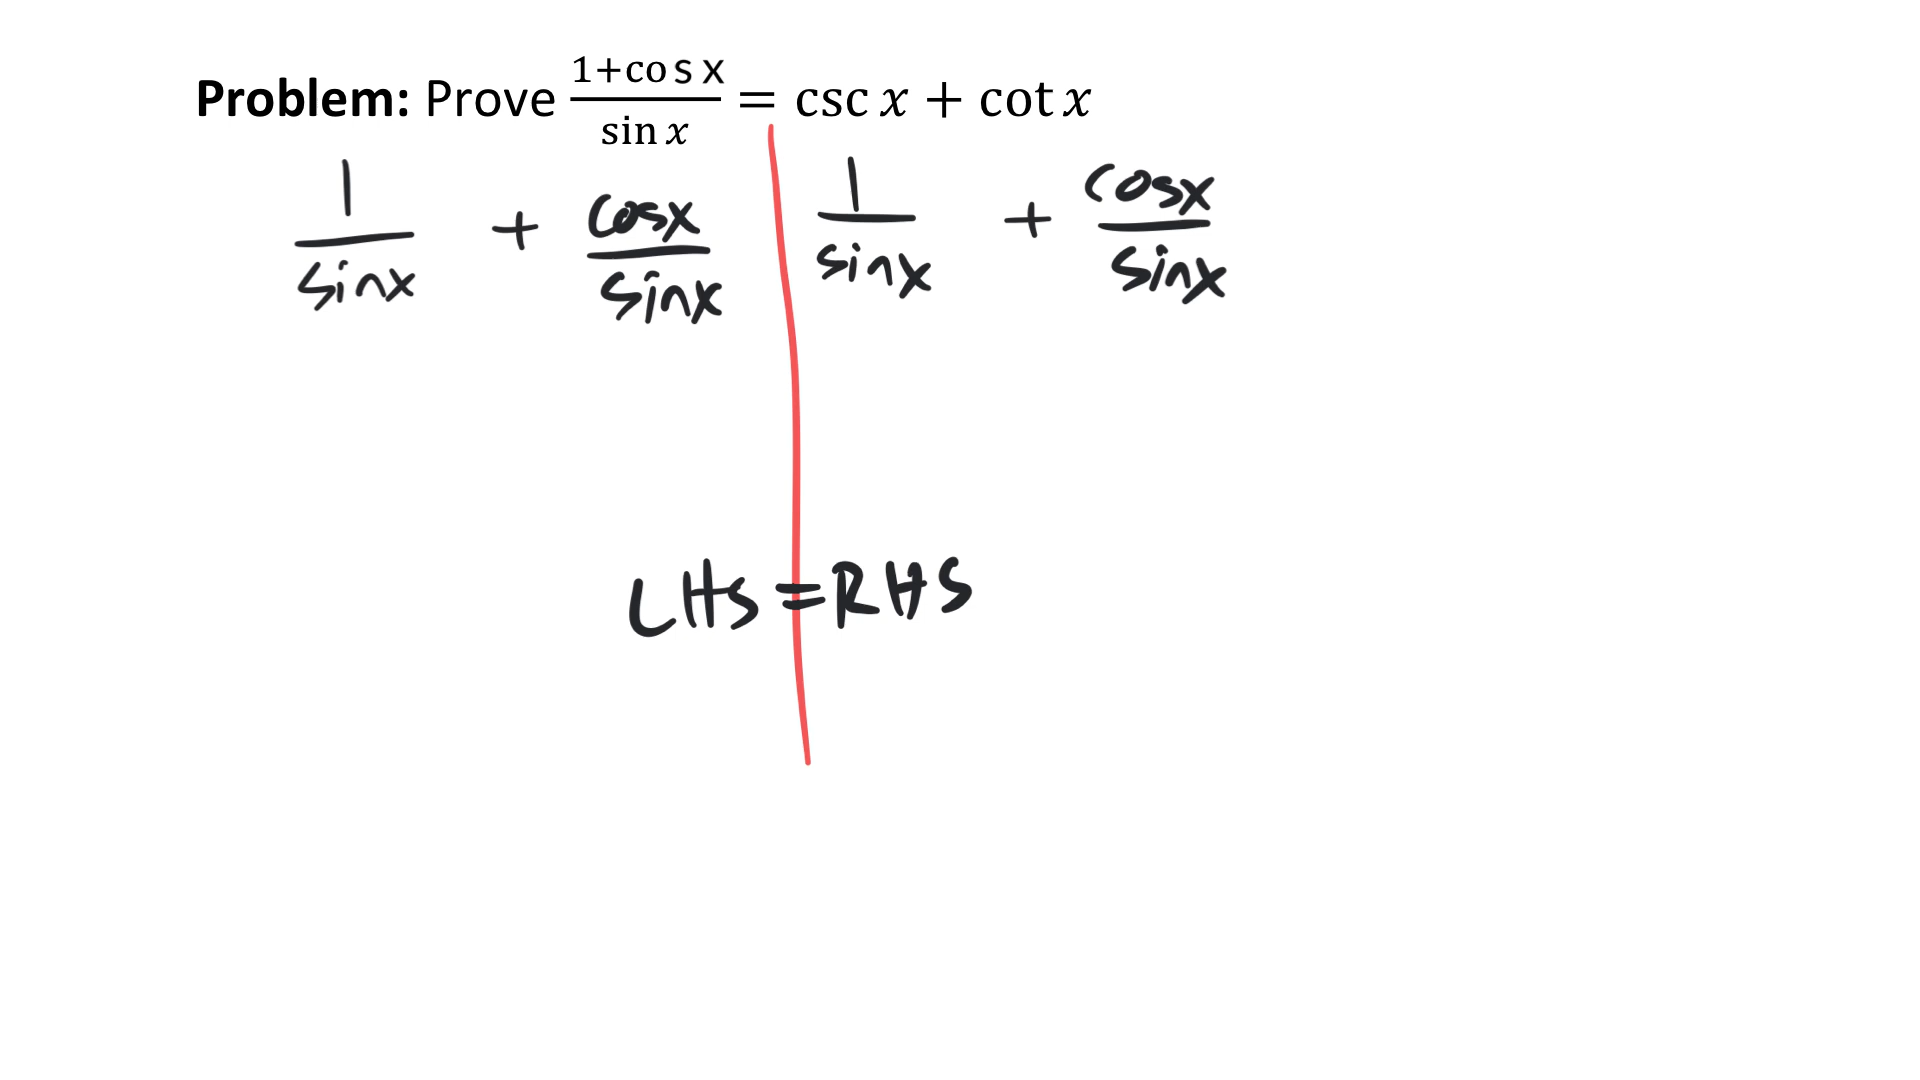 Problem: Prove (1+cos x)/(sin x) = csc x + cot x
1/sinx + cosx/sinx | 1/sinx + cosx/sinx
LHS = RHS